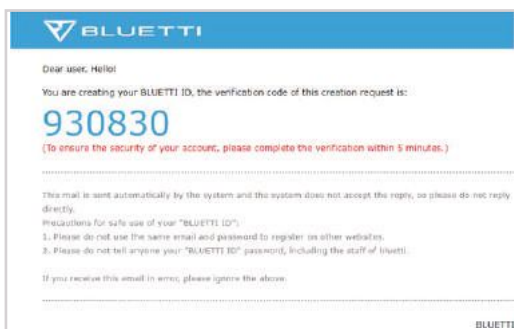 BLUETTI
Dear user, Hello!
You are creating your BLUETTI ID, the verification code of this creation request is:
930830
(To ensure the security of your account, please complete the verification within 5 minutes.)
This mail is sent automatically by the system and the system does not accept the reply, so please do not reply
directly.
Precautions for safe use of your "BLUETTI ID":
1. Please do not use the same email and password to register on other websites.
2. Please do not tell anyone your "BLUETTI ID" password, including the staff of bluetti.
If you receive this email in error, please ignore the above.
BLUETTI